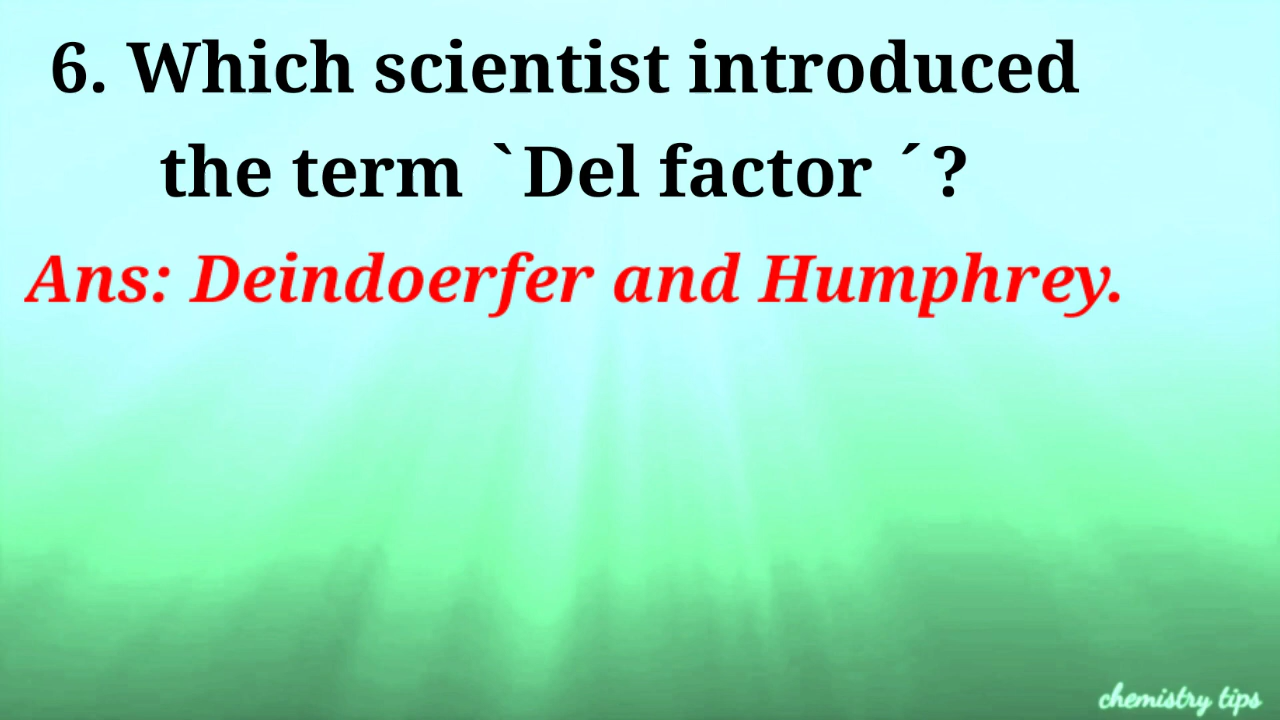 6. Which scientist introduced
the term `Del factor ´?
Ans: Deindoerfer and Humphrey.
chemistry tips